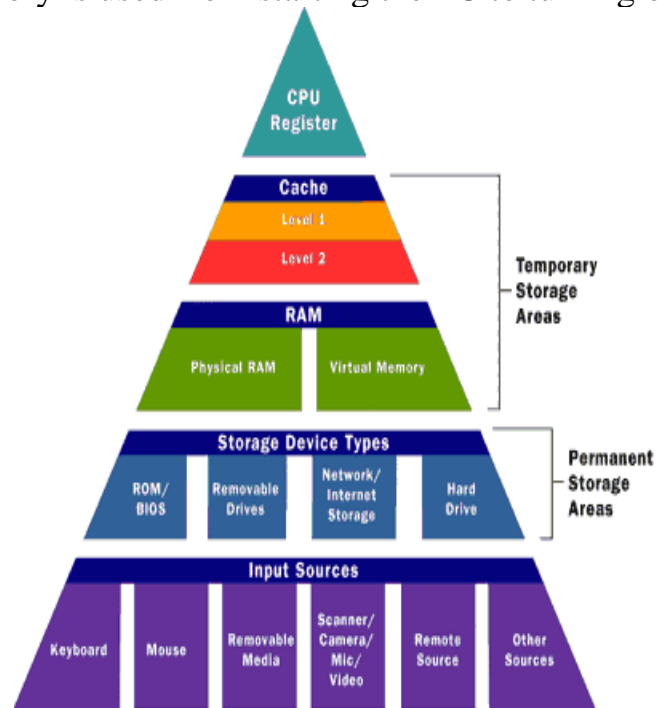 CPU
Register
Cache
Level 1
Level 2
Temporary
Storage
Areas
RAM
Physical RAM
Virtual Memory
Storage Device Types
ROM/
BIOS
Removable
Drives
Network/
Internet
Storage
Hard
Drive
Permanent
Storage
Areas
Input Sources
Keyboard
Mouse
Removable
Media
Scanner/
Camera/
Mic/
Video
Remote
Source
Other
Sources